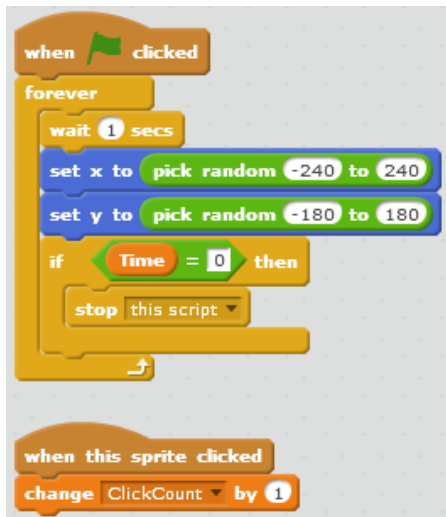 when clicked
forever
wait 1 secs
set x to pick random -240 to 240
set y to pick random -180 to 180
if Time = 0 then
stop this script
when this sprite clicked
change ClickCount by 1